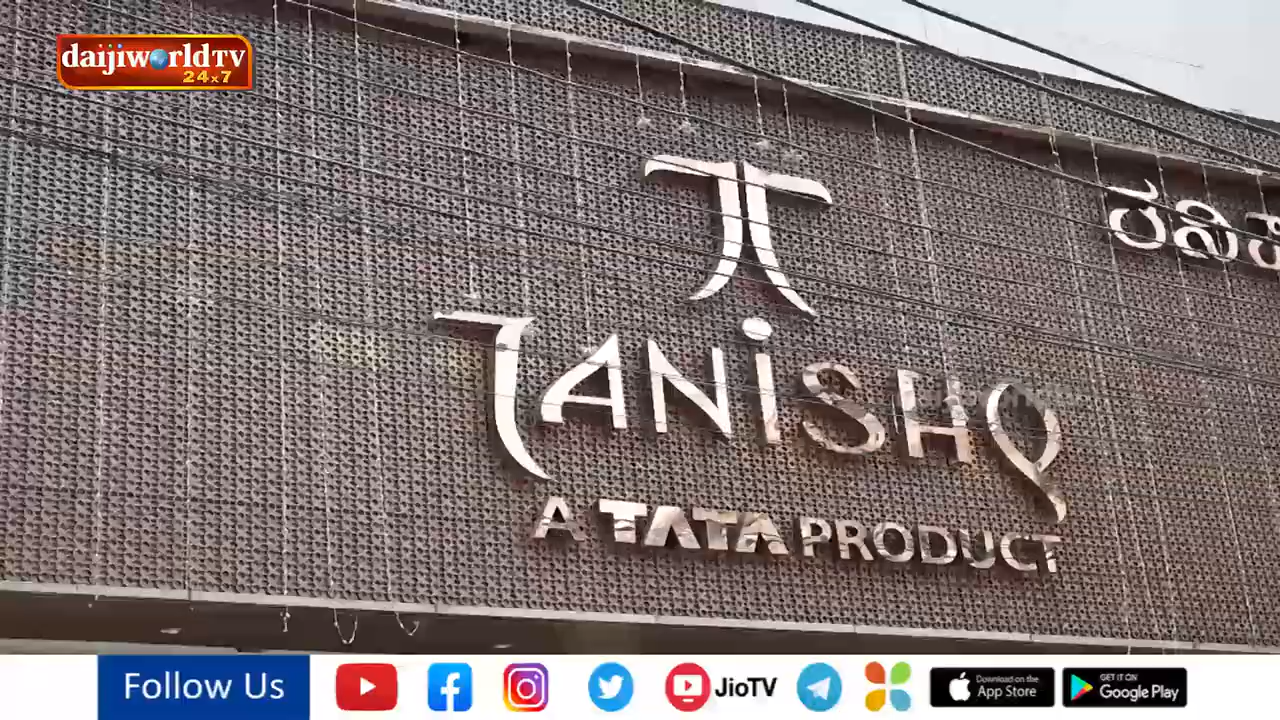 daijiworldTV
24x7
TANiSHQ
A TATA PRODUCT
Follow Us
JioTV
Download on the
App Store
GET IT ON
Google Play